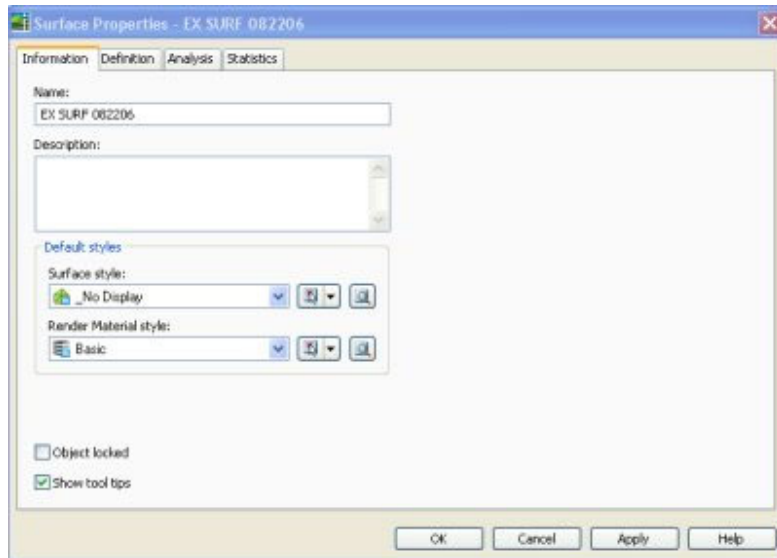 Surface Properties - EX SURF 082206
Information Definition Analysis Statistics
Name:
EX SURF 082206
Description:
Default styles
Surface style:
_No Display
Render Material style:
Basic
Object locked
Show tool tips
OK Cancel Apply Help